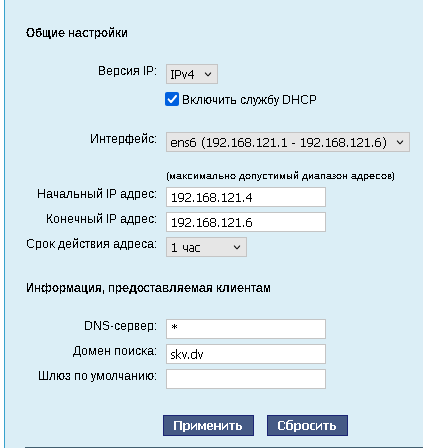 Общие настройки
Версия IP: IPv4
Включить службу DHCP
Интерфейс: ens6 (192.168.121.1 - 192.168.121.6)
(максимально допустимый диапазон адресов)
Начальный IP адрес: 192.168.121.4
Конечный IP адрес: 192.168.121.6
Срок действия адреса: 1 час
Информация, предоставляемая клиентам
DNS-сервер: *
Домен поиска: skv.dv
Шлюз по умолчанию:
Применить Сбросить